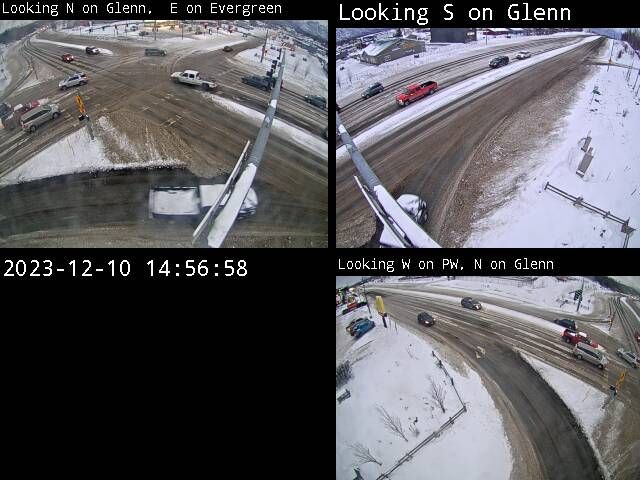 Looking N on Glenn,  E on Evergreen
Looking S on Glenn
2023-12-10 14:56:58
Looking W on PW, N on Glenn